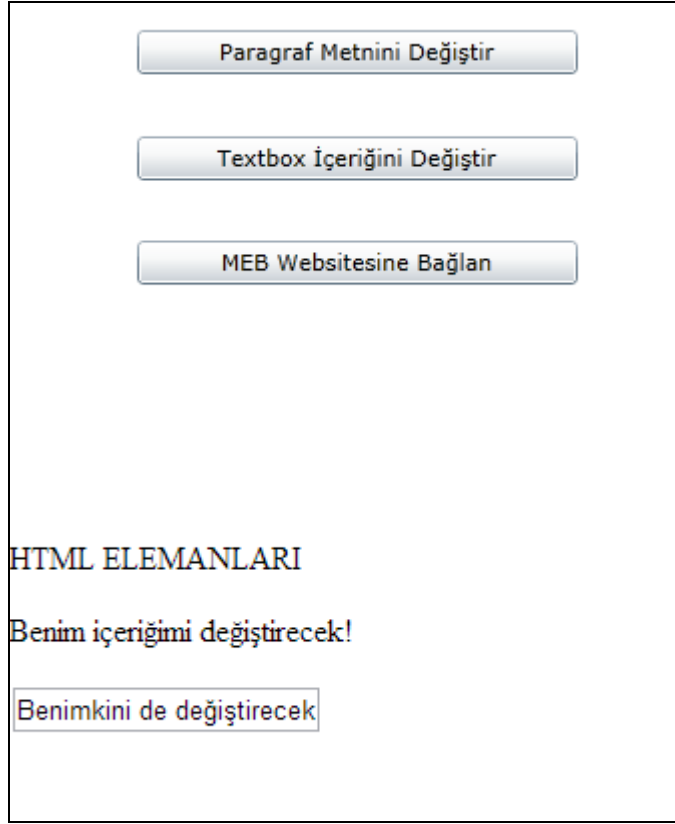 Paragraf Metnini Değiştir
Textbox İçeriğini Değiştir
MEB Websitesine Bağlan
HTML ELEMANLARI
Benim içeriğimi değiştirecek!
Benimkini de değiştirecek